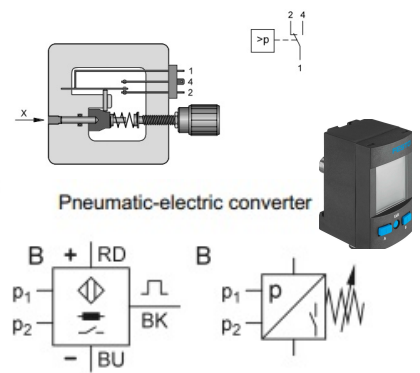 2 4
>p
1
1
4
2
X
Pneumatic-electric converter
B + RD
p1
p2
BK
− BU
B
p
p1
p2